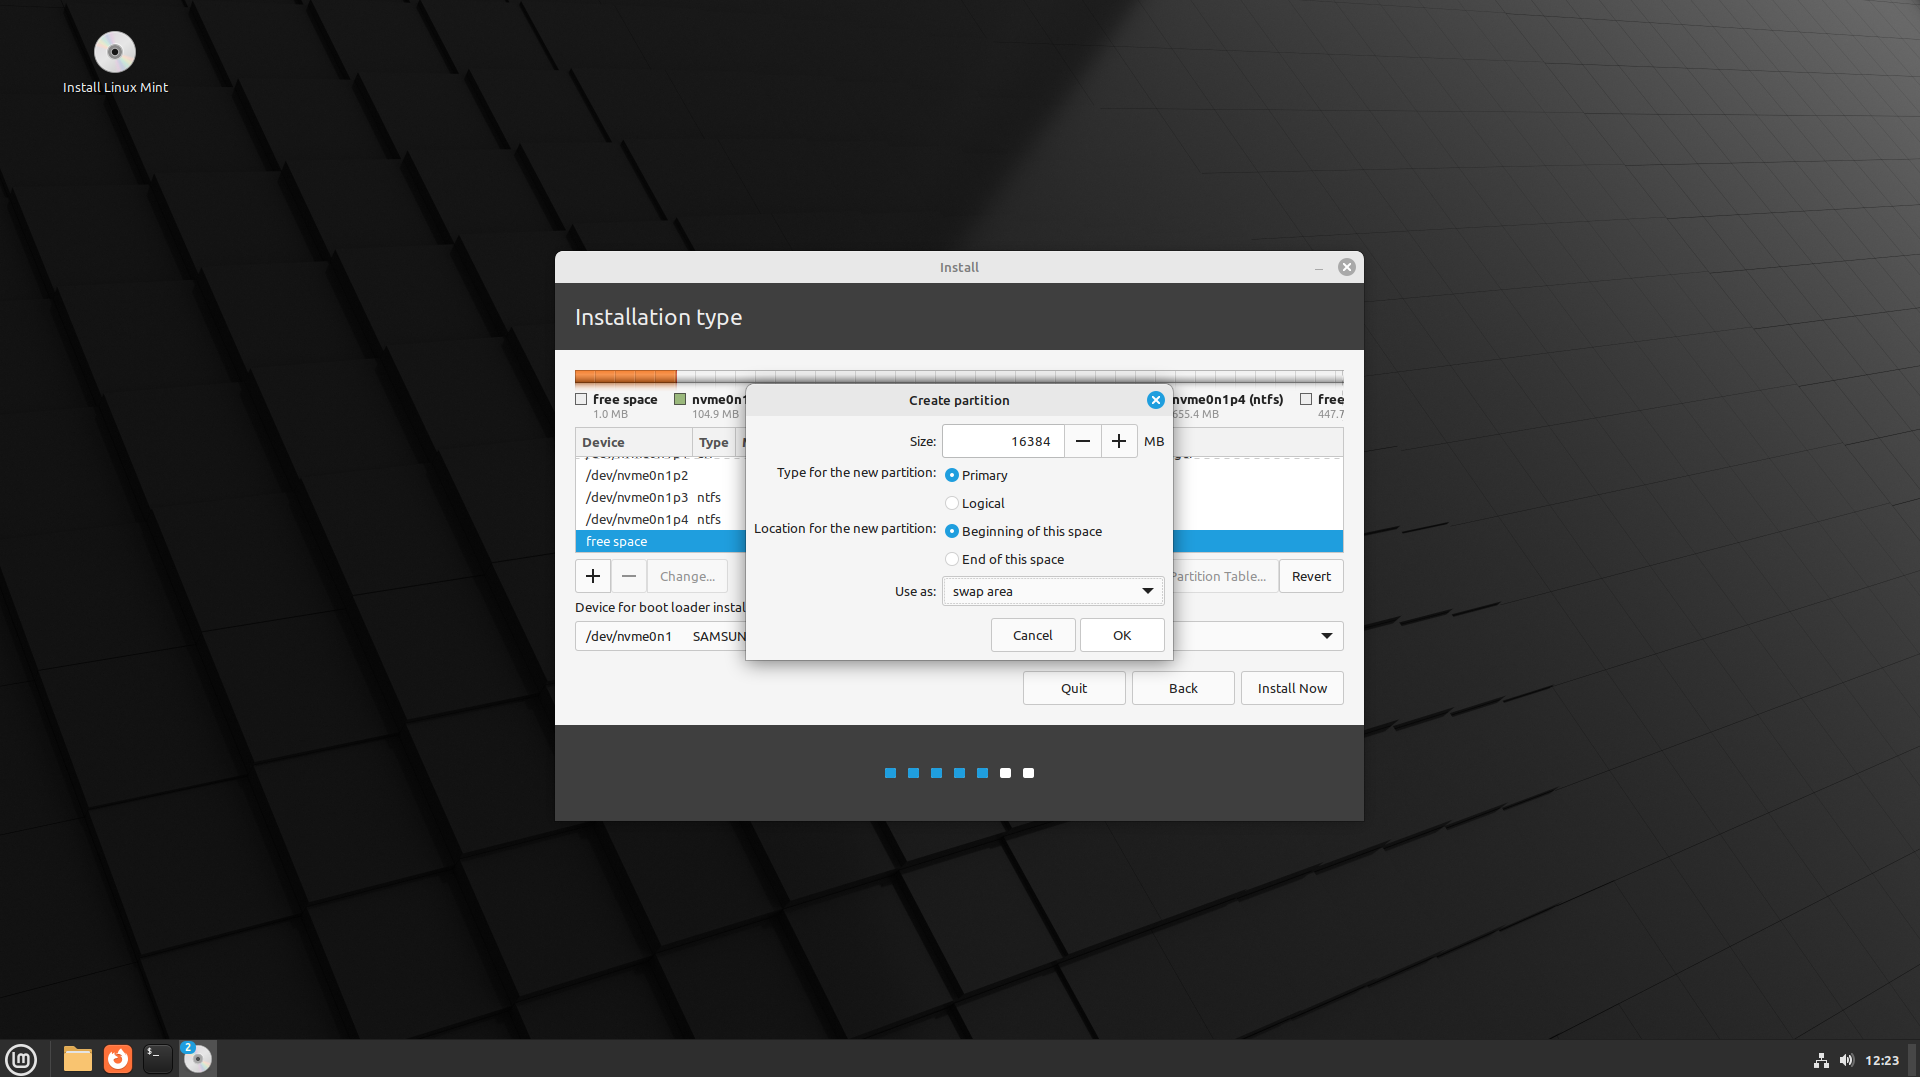 Install Linux Mint
Install
Installation type
free space
1.0 MB
nvme0n1
104.9 MB
nvme0n1p4 (ntfs)
655.4 MB
free
447.7
Device Type
/dev/nvme0n1p2
/dev/nvme0n1p3 ntfs
/dev/nvme0n1p4 ntfs
free space
+ − Change...
Partition Table... Revert
Device for boot loader instal
/dev/nvme0n1 SAMSUN
Quit Back Install Now
Create partition
Size: 16384 − + MB
Type for the new partition: Primary
Logical
Location for the new partition: Beginning of this space
End of this space
Use as: swap area
Cancel OK
$_
2
lm
12:23